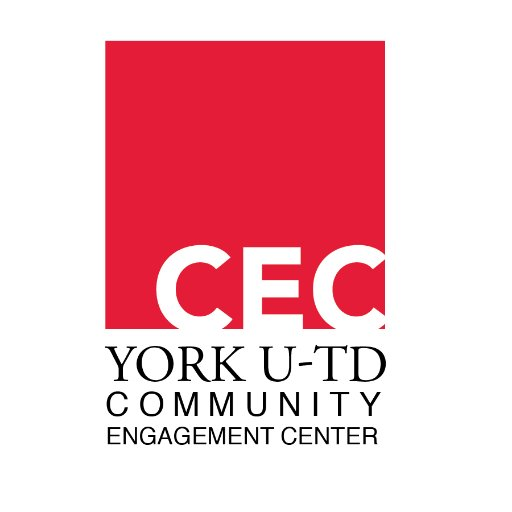 CEC
YORK U-TD
COMMUNITY
ENGAGEMENT CENTER